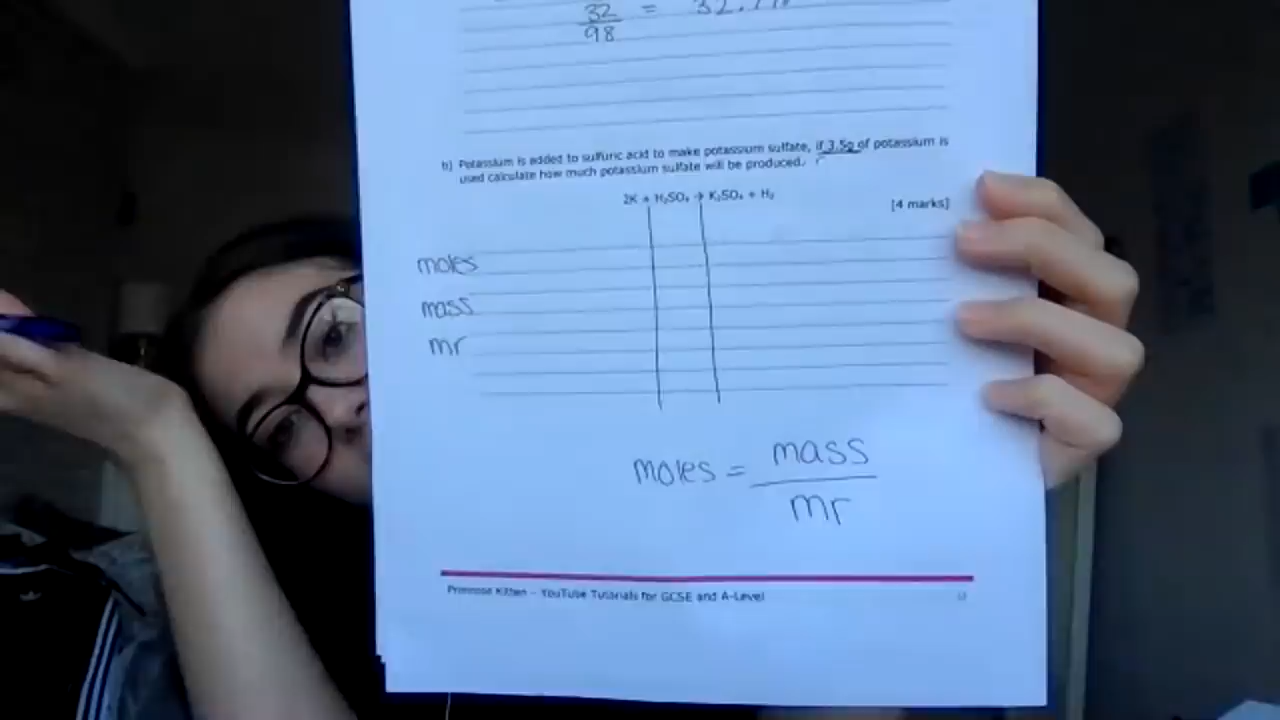 32 = 32.
98
b) Potassium is added to sulfuric acid to make potassium sulfate, if 3.5g of potassium is
used calculate how much potassium sulfate will be produced.
2K + H₂SO₄ → K₂SO₄ + H₂
[4 marks]
moles
mass
mr
moles = mass
mr
Primrose Kitten – YouTube Tutorials for GCSE and A-Level